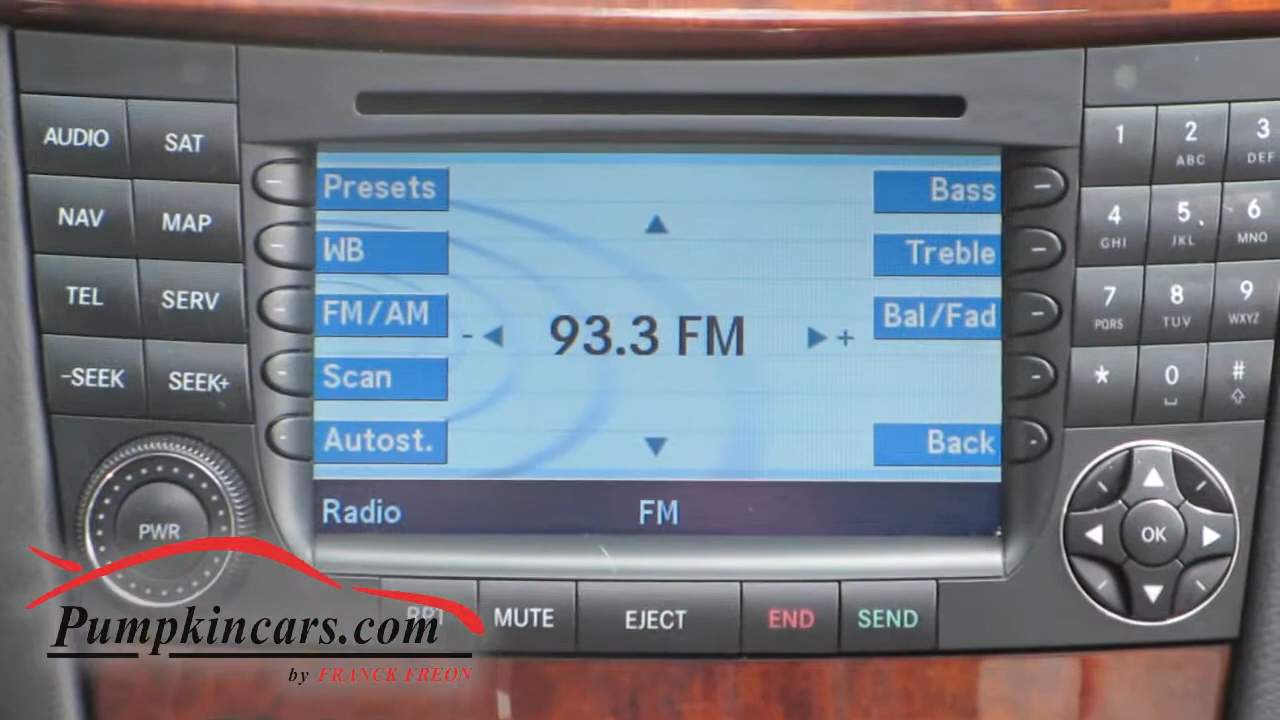 AUDIO
SAT
NAV
MAP
TEL
SERV
-SEEK
SEEK+
PWR
Presets
WB
FM/AM
Scan
Autost.
- 93.3 FM +
Bass
Treble
Bal/Fad
Back
Radio
FM
1
2 ABC
3 DEF
4 GHI
5 JKL
6 MNO
7 PQRS
8 TUV
9 WXYZ
*
0
#
OK
RPT
MUTE
EJECT
END
SEND
Pumpkincars.com
by FRANCK FREON